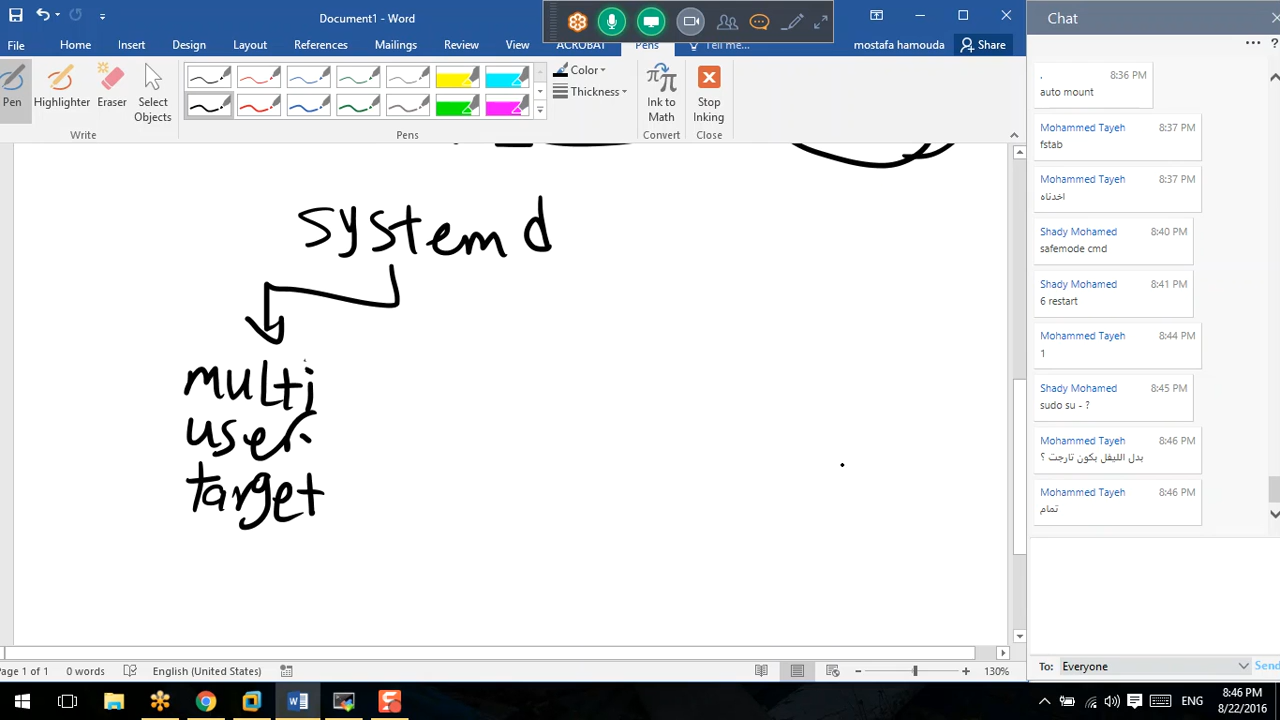 Document1 - Word
File
Home
Insert
Design
Layout
References
Mailings
Review
View
ACROBAT
Pens
Tell me...
mostafa hamouda
Share
Pen
Highlighter
Eraser
Select Objects
Write
Pens
Color
Thickness
Ink to Math
Convert
Stop Inking
Close
system d
multi
user
target
Page 1 of 1
0 words
English (United States)
130%
Chat
.
8:36 PM
auto mount
Mohammed Tayeh 8:37 PM
fstab
Mohammed Tayeh 8:37 PM
اخدتاه
Shady Mohamed 8:40 PM
safemode cmd
Shady Mohamed 8:41 PM
6 restart
Mohammed Tayeh 8:44 PM
1
Shady Mohamed 8:45 PM
sudo su - ?
Mohammed Tayeh 8:46 PM
بدل الليفل بكون تارجت ؟
Mohammed Tayeh 8:46 PM
تمام
To: Everyone
Send
ENG
8:46 PM
8/22/2016